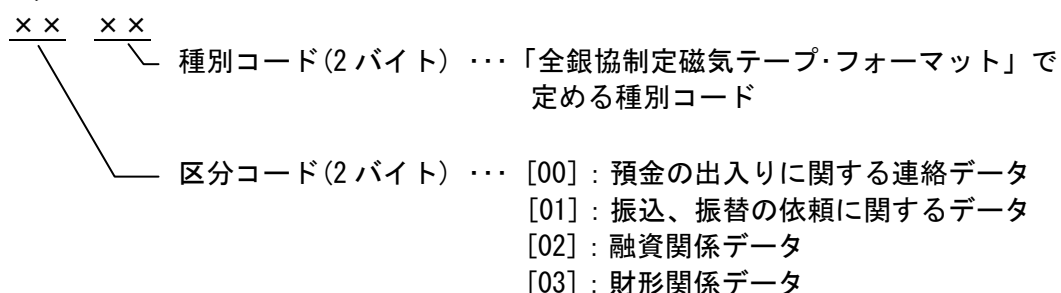 ×× ××
種別コード(2バイト) ･･･ 「全銀協制定磁気テープ･フォーマット」で
定める種別コード
区分コード(2バイト) ･･･ [00]：預金の出入りに関する連絡データ
[01]：振込、振替の依頼に関するデータ
[02]：融資関係データ
[03]：財形関係データ